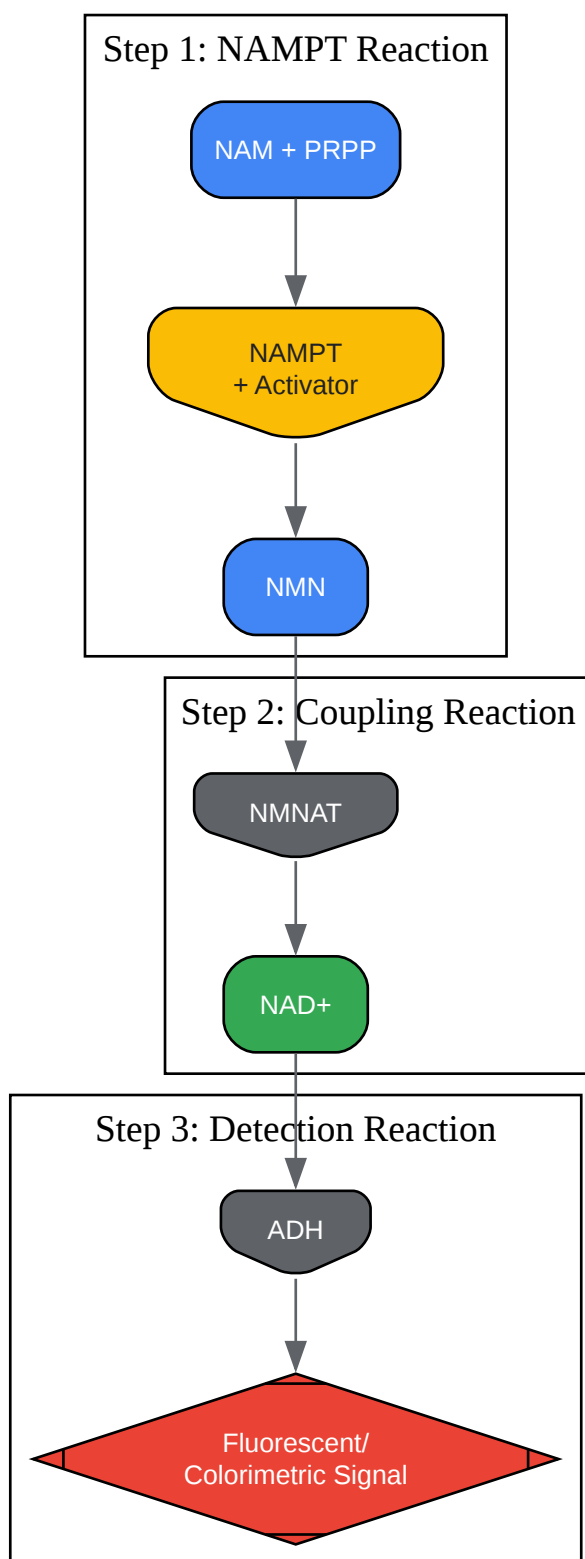 Step 1: NAMPT Reaction
NAM + PRPP
NAMPT
+ Activator
NMN
Step 2: Coupling Reaction
NMNAT
NAD+
Step 3: Detection Reaction
ADH
Fluorescent/
Colorimetric Signal